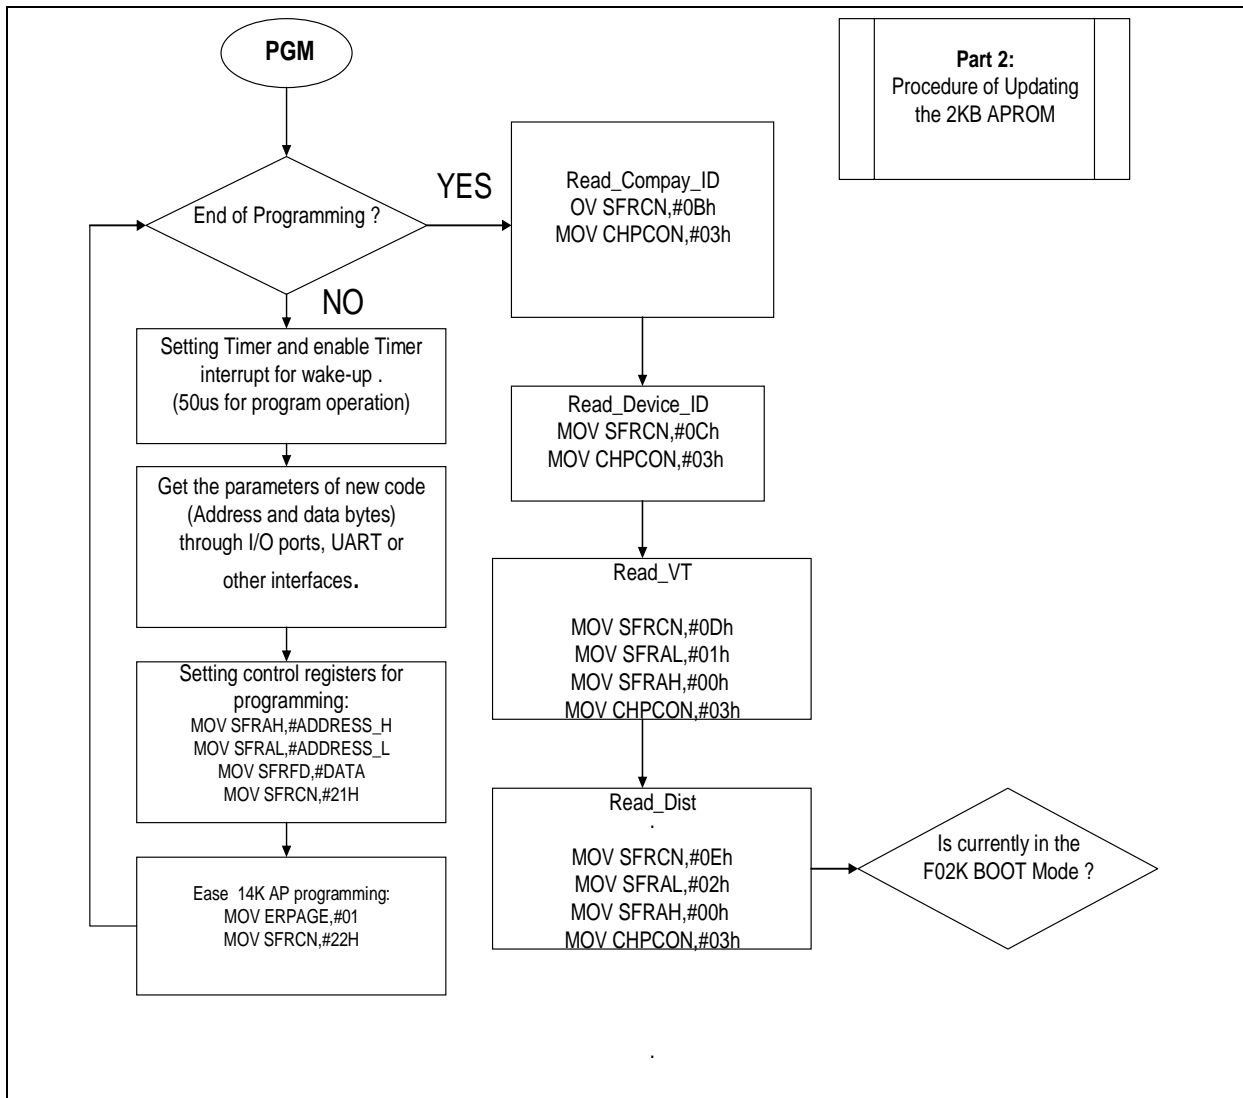 PGM
Part 2:
Procedure of Updating
the 2KB APROM
End of Programming ?
YES
NO
Setting Timer and enable Timer
interrupt for wake-up .
(50us for program operation)
Get the parameters of new code
(Address and data bytes)
through I/O ports, UART or
other interfaces.
Setting control registers for
programming:
MOV SFRAH,#ADDRESS_H
MOV SFRAL,#ADDRESS_L
MOV SFRFD,#DATA
MOV SFRCN,#21H
Ease 14K AP programming:
MOV ERPAGE,#01
MOV SFRCN,#22H
Read_Compay_ID
OV SFRCN,#0Bh
MOV CHPCON,#03h
Read_Device_ID
MOV SFRCN,#0Ch
MOV CHPCON,#03h
Read_VT
MOV SFRCN,#0Dh
MOV SFRAL,#01h
MOV SFRAH,#00h
MOV CHPCON,#03h
Read_Dist
.
MOV SFRCN,#0Eh
MOV SFRAL,#02h
MOV SFRAH,#00h
MOV CHPCON,#03h
Is currently in the
F02K BOOT Mode ?
.